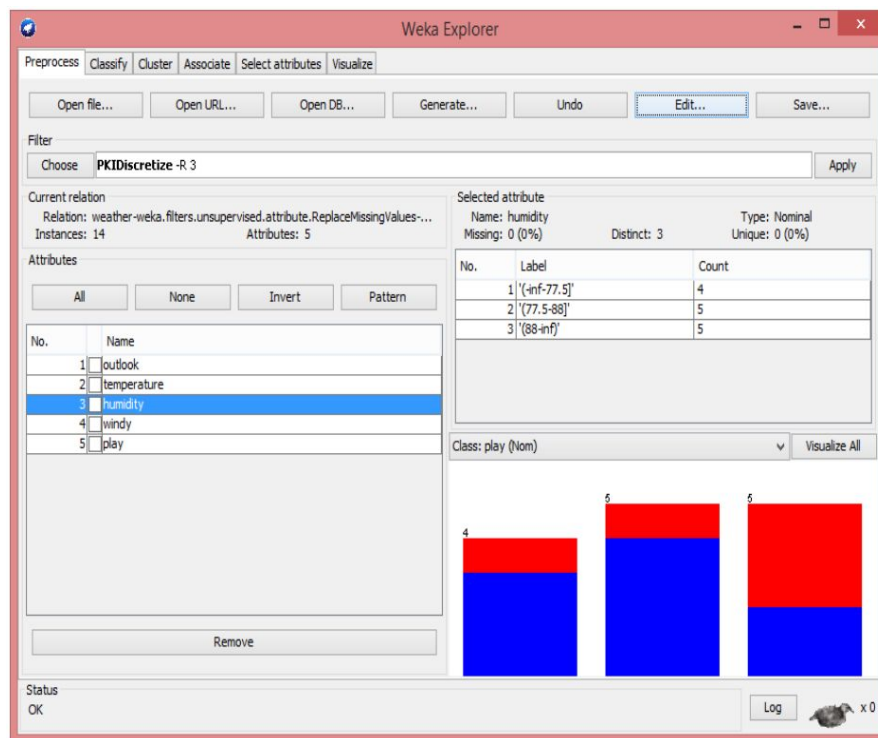 Weka Explorer
Preprocess Classify Cluster Associate Select attributes Visualize
Open file... Open URL... Open DB... Generate... Undo Edit... Save...
Filter
Choose PKIDiscretize -R 3 Apply
Current relation
Relation: weather-weka.filters.unsupervised.attribute.ReplaceMissingValues-...
Instances: 14 Attributes: 5
Attributes
All None Invert Pattern
No. Name
1 outlook
2 temperature
3 humidity
4 windy
5 play
Remove
Selected attribute
Name: humidity Type: Nominal
Missing: 0 (0%) Distinct: 3 Unique: 0 (0%)
No. Label Count
1 '(-inf-77.5]' 4
2 '(77.5-88]' 5
3 '(88-inf)' 5
Class: play (Nom) Visualize All
4 5 5
Status
OK Log x 0